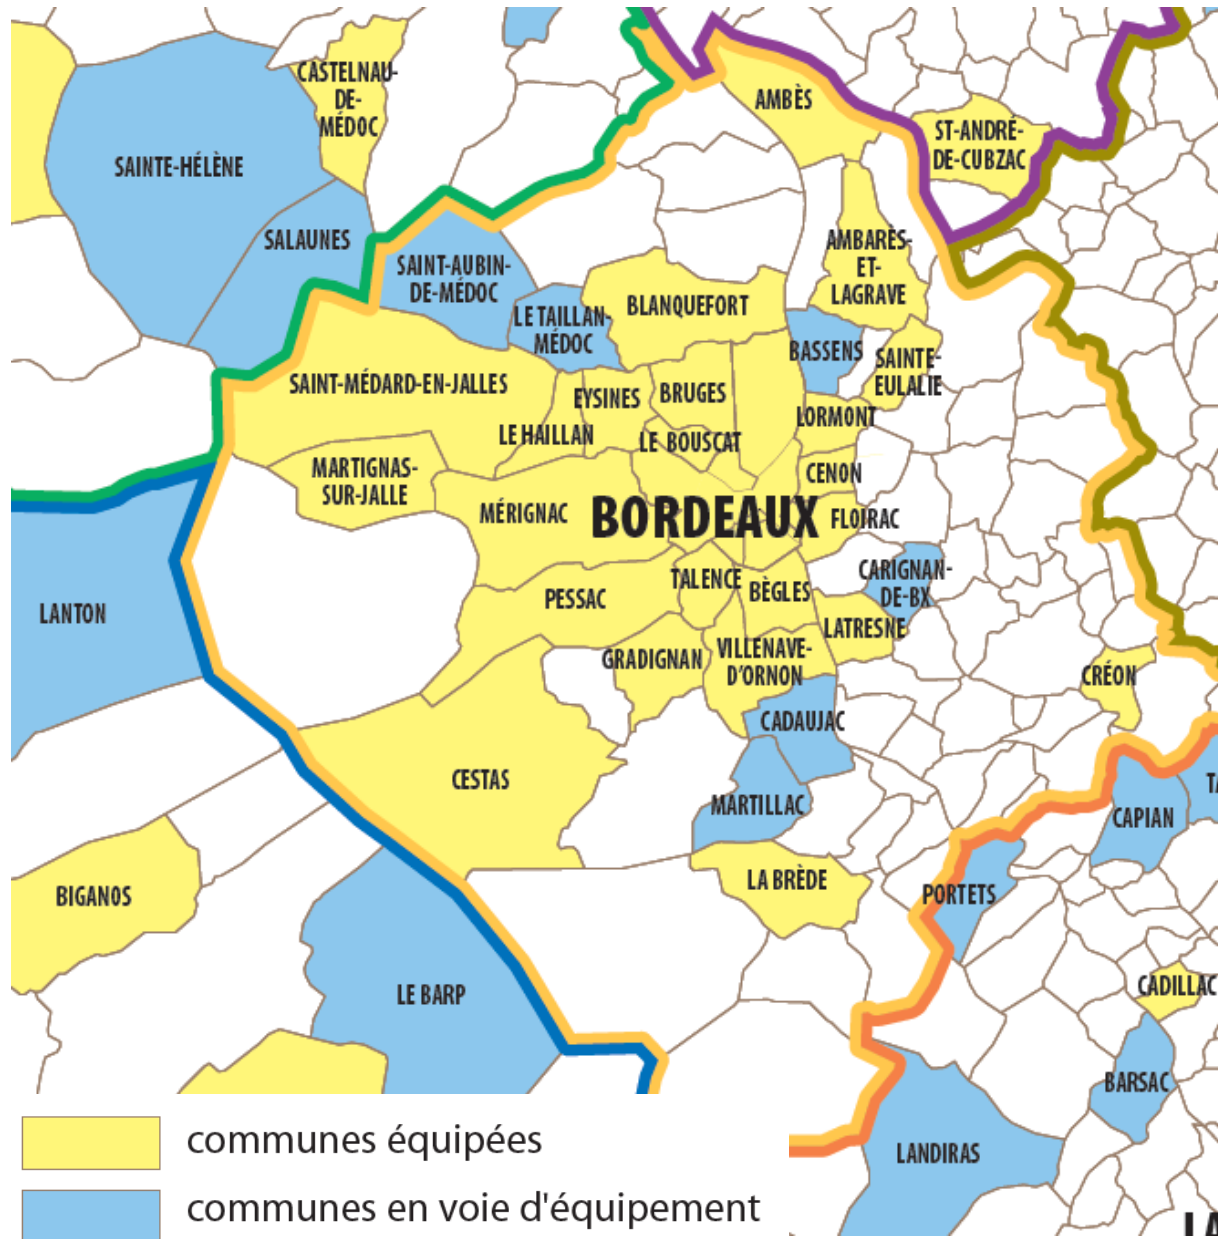 CASTELNAU-
DE-
MÉDOC
SAINTE-HÉLÈNE
SALAUNES
AMBÈS
ST-ANDRÉ-
DE-CUBZAC
SAINT-AUBIN-
DE-MÉDOC
AMBARÈS-
ET-
LAGRAVE
LE TAILLAN-
MÉDOC
BLANQUEFORT
BASSENS
SAINTE-
EULALIE
SAINT-MÉDARD-EN-JALLES
EYSINES
BRUGES
LORMONT
LE HAILLAN
LE BOUSCAT
MARTIGNAS-
SUR-JALLE
CENON
MÉRIGNAC
BORDEAUX
FLOIRAC
TALENCE
BÈGLES
CARIGNAN-
DE-BX
LANTON
PESSAC
LATRESNE
GRADIGNAN
VILLENAVE-
D'ORNON
CRÉON
CADAUJAC
CESTAS
MARTILLAC
CAPIAN
TA
LA BRÈDE
PORTETS
BIGANOS
LE BARP
CADILLAC
BARSAC
LANDIRAS
communes équipées
communes en voie d'équipement
LA